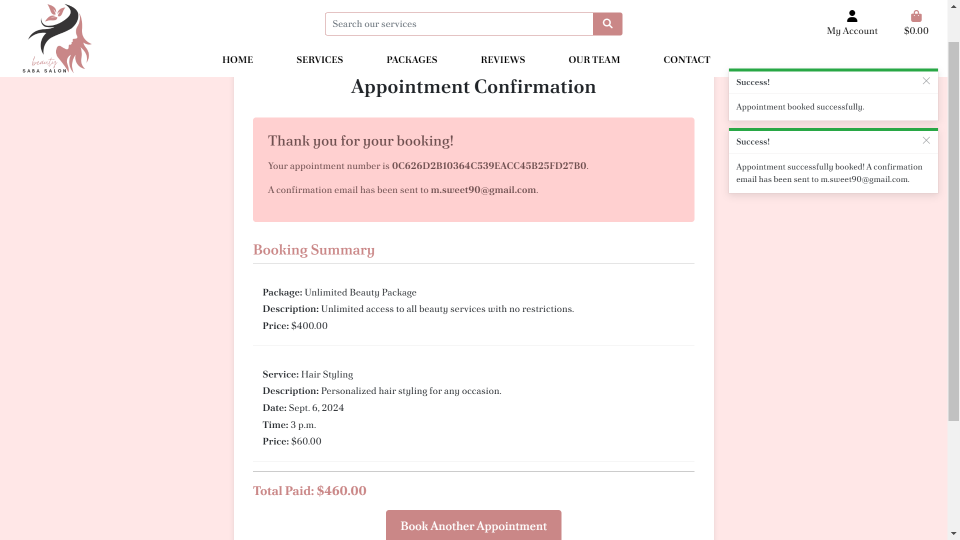 beauty
SABA SALON
Search our services
My Account
$0.00
HOME
SERVICES
PACKAGES
REVIEWS
OUR TEAM
CONTACT
Appointment Confirmation
Thank you for your booking!
Your appointment number is 0C626D2B10364C539EACC45B25FD27B0.
A confirmation email has been sent to m.sweet90@gmail.com.
Booking Summary
Package: Unlimited Beauty Package
Description: Unlimited access to all beauty services with no restrictions.
Price: $400.00
Service: Hair Styling
Description: Personalized hair styling for any occasion.
Date: Sept. 6, 2024
Time: 3 p.m.
Price: $60.00
Total Paid: $460.00
Book Another Appointment
Success!
Appointment booked successfully.
Success!
Appointment successfully booked! A confirmation
email has been sent to m.sweet90@gmail.com.